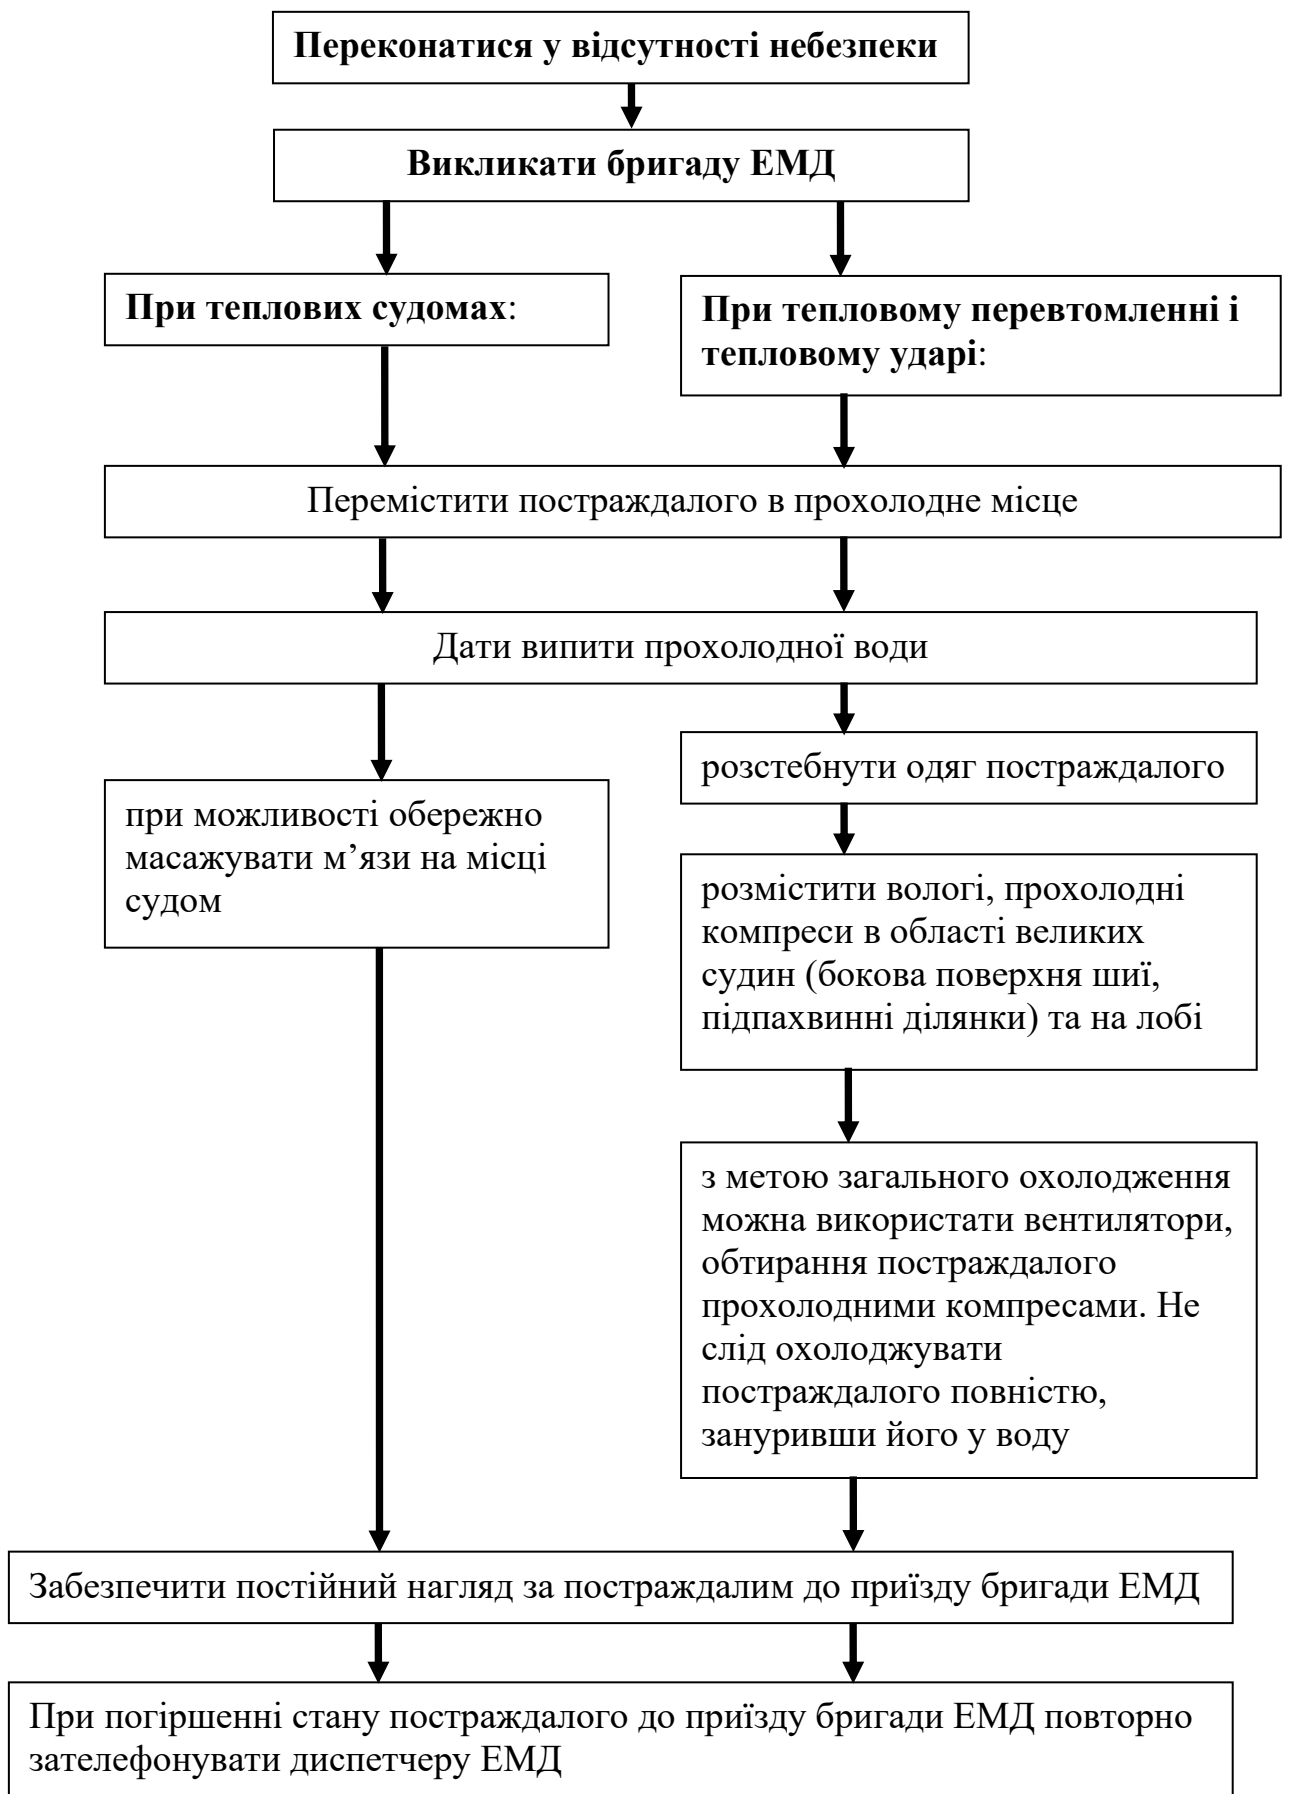 Переконатися у відсутності небезпеки
Викликати бригаду ЕМД
При теплових судомах:
При тепловому перевтомленні і
тепловому ударі:
Перемістити постраждалого в прохолодне місце
Дати випити прохолодної води
при можливості обережно
масажувати м’язи на місці
судом
розстебнути одяг постраждалого
розмістити вологі, прохолодні
компреси в області великих
судин (бокова поверхня шиї,
підпахвинні ділянки) та на лобі
з метою загального охолодження
можна використати вентилятори,
обтирання постраждалого
прохолодними компресами. Не
слід охолоджувати
постраждалого повністю,
зануривши його у воду
Забезпечити постійний нагляд за постраждалим до приїзду бригади ЕМД
При погіршенні стану постраждалого до приїзду бригади ЕМД повторно
зателефонувати диспетчеру ЕМД